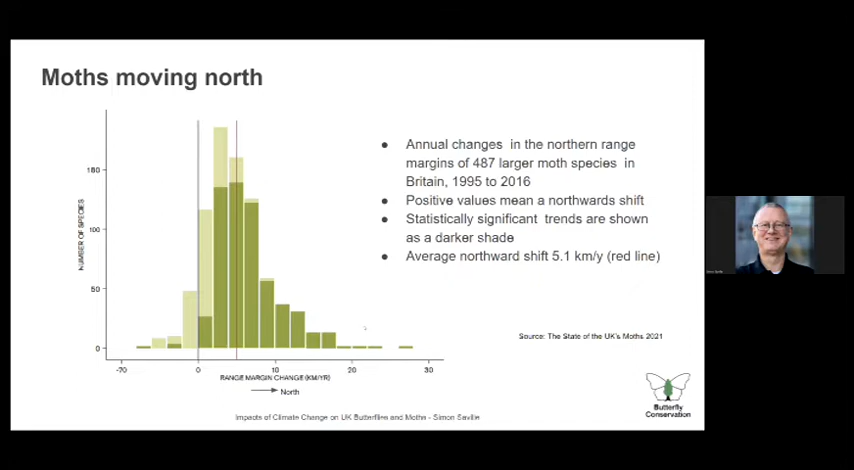 Moths moving north
● Annual changes in the northern range
margins of 487 larger moth species in
Britain, 1995 to 2016
● Positive values mean a northwards shift
● Statistically significant trends are shown
as a darker shade
● Average northward shift 5.1 km/y (red line)
NUMBER OF SPECIES
100
50
0
0
10
20
30
RANGE MARGIN CHANGE (KM/YR)
North
Source: The State of the UK's Moths 2021
Butterfly
Conservation
Impacts of Climate Change on UK Butterflies and Moths - Simon Saville